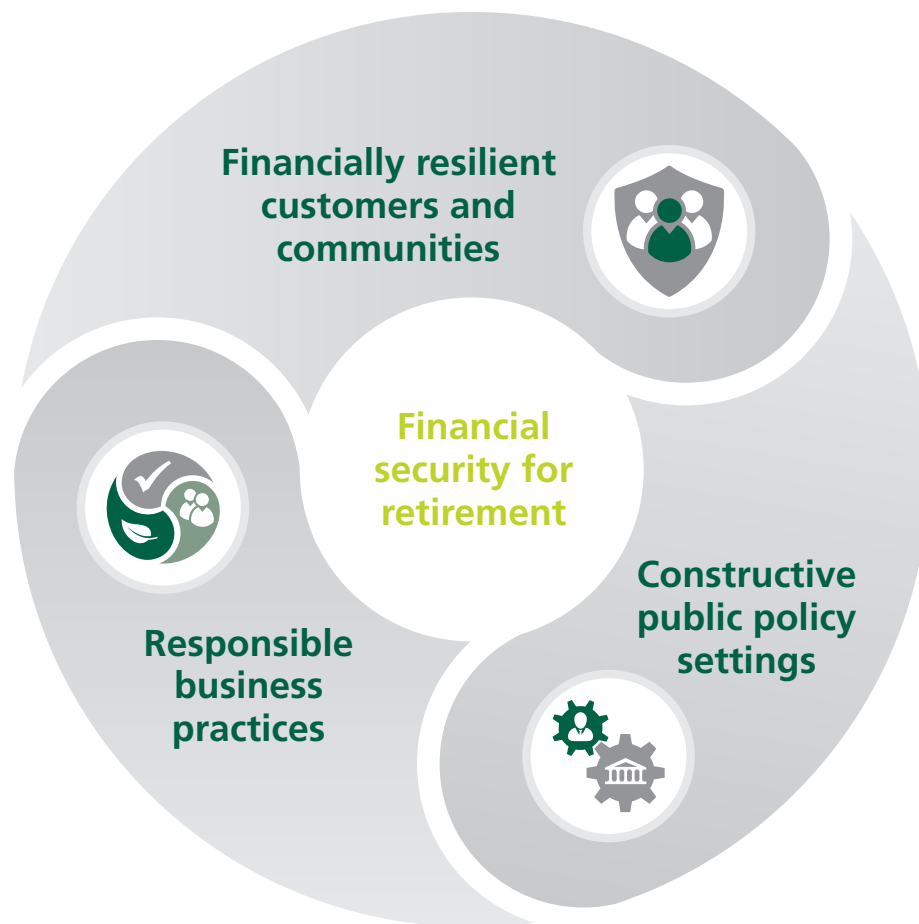 Financially resilient
customers and
communities
Financial
security for
retirement
Constructive
public policy
settings
Responsible
business
practices